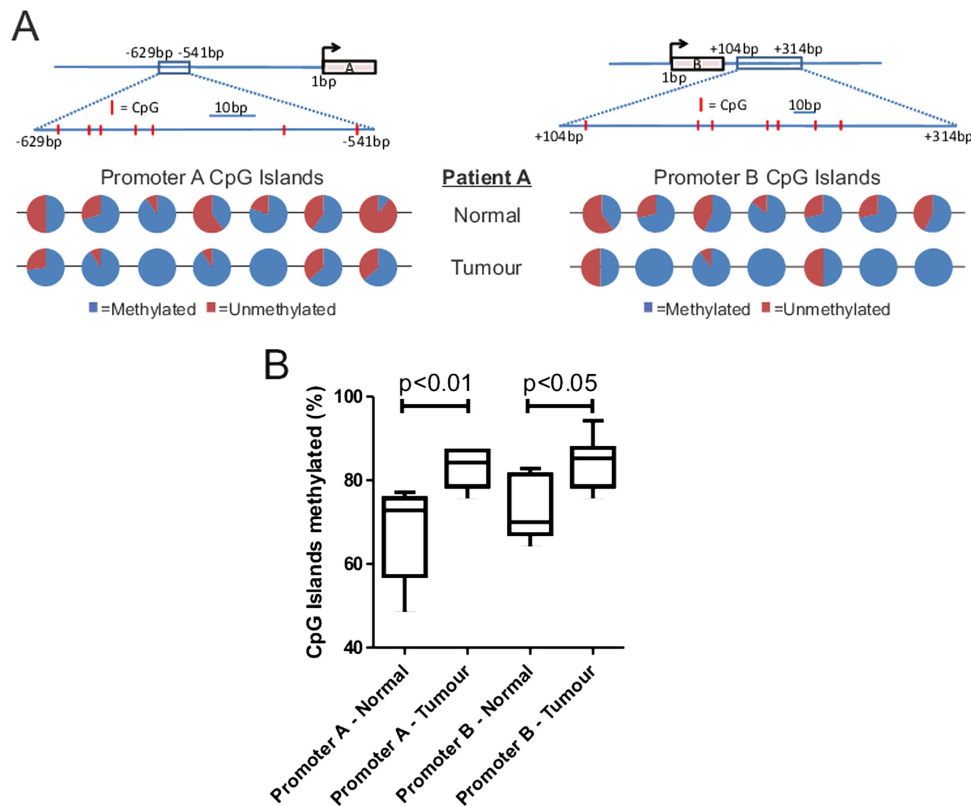 A
-629bp -541bp
A
1bp
= CpG
10bp
-629bp
-541bp
+104bp +314bp
B
1bp
= CpG
10bp
+104bp
+314bp
Promoter A CpG Islands
Patient A
Promoter B CpG Islands
Normal
Tumour
=Methylated =Unmethylated
=Methylated =Unmethylated
B
p<0.01
p<0.05
CpG Islands methylated (%)
100
80
60
40
Promoter A - Normal
Promoter A - Tumour
Promoter B - Normal
Promoter B - Tumour